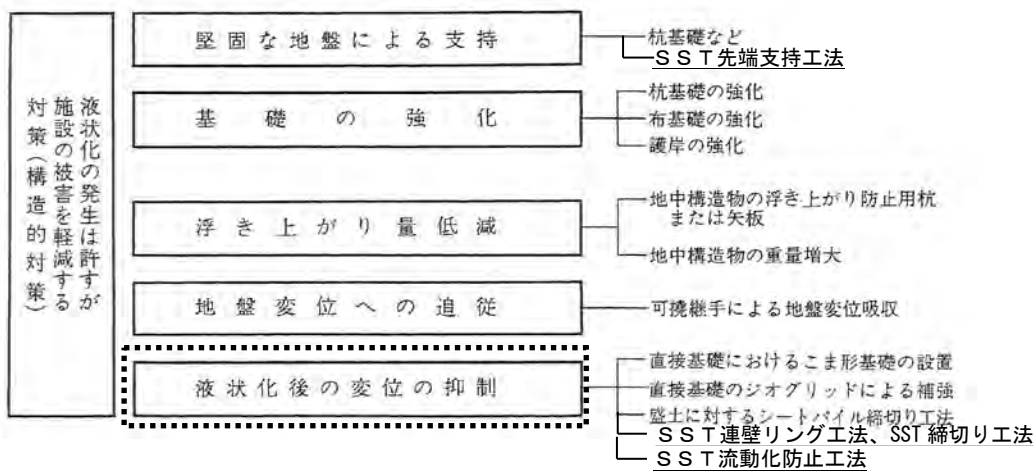 液状化の発生は許すが
施設の被害を軽減する
対策（構造的対策）
堅固な地盤による支持
杭基礎など
ＳＳＴ先端支持工法
基礎の強化
杭基礎の強化
布基礎の強化
護岸の強化
浮き上がり量低減
地中構造物の浮き上がり防止用杭
または矢板
地中構造物の重量増大
地盤変位への追従
可撓継手による地盤変位吸収
液状化後の変位の抑制
直接基礎におけるこま形基礎の設置
直接基礎のジオグリッドによる補強
盛土に対するシートパイル締切り工法
ＳＳＴ連壁リング工法、SST 締切り工法
ＳＳＴ流動化防止工法